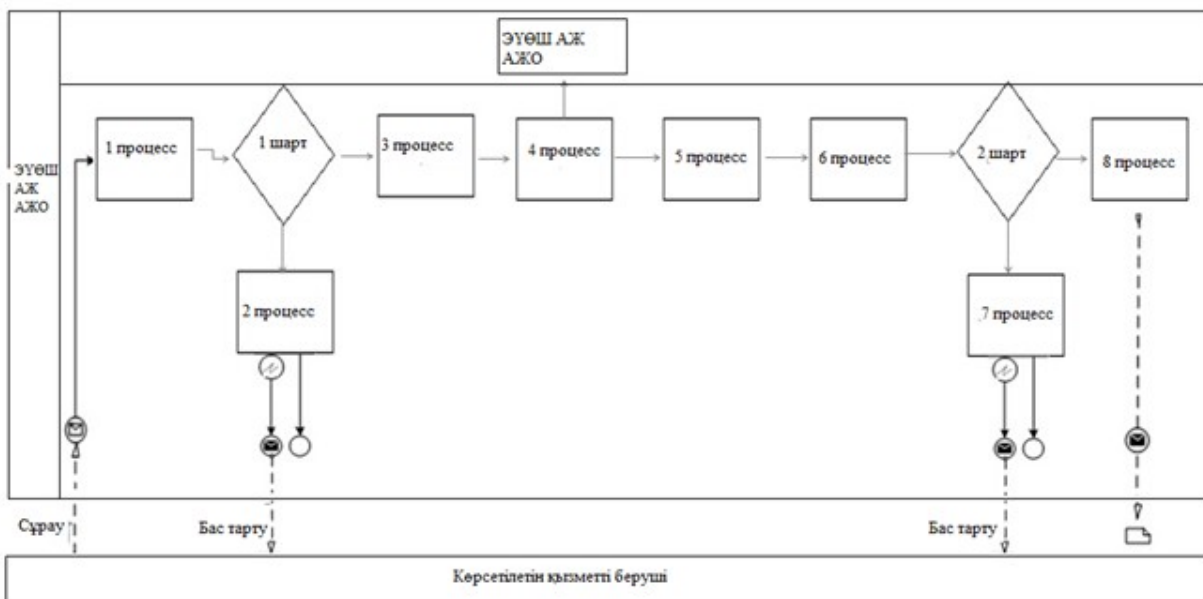 ЭҮӨШ АЖ
АЖО
ЭҮӨШ
АЖ
АЖО
1 процесс
1 шарт
3 процесс
4 процесс
5 процесс
6 процесс
2 шарт
8 процесс
2 процесс
7 процесс
Сұрау
Бас тарту
Бас тарту
Көрсетілетін қызметті беруші